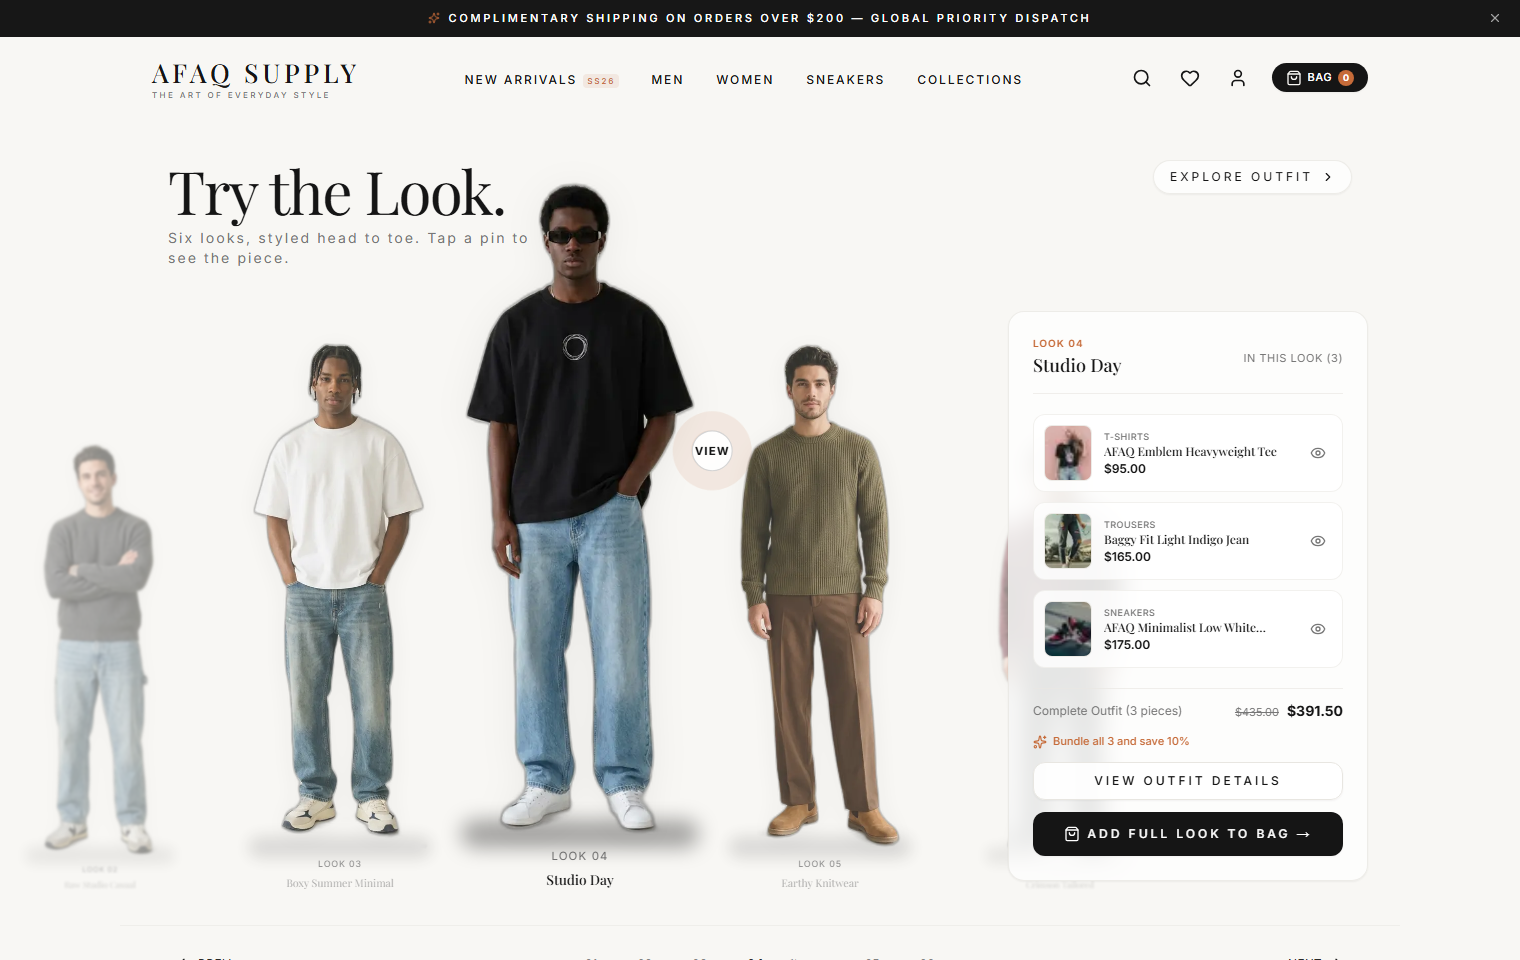 COMPLIMENTARY SHIPPING ON ORDERS OVER $200 — GLOBAL PRIORITY DISPATCH
AFAQ SUPPLY
THE ART OF EVERYDAY STYLE
NEW ARRIVALS SS26 MEN WOMEN SNEAKERS COLLECTIONS
BAG 0
Try the Look.
EXPLORE OUTFIT
Six looks, styled head to toe. Tap a pin to
see the piece.
VIEW
LOOK 04
Studio Day
IN THIS LOOK (3)
T-SHIRTS
AFAQ Emblem Heavyweight Tee
$95.00
TROUSERS
Baggy Fit Light Indigo Jean
$165.00
SNEAKERS
AFAQ Minimalist Low White...
$175.00
Complete Outfit (3 pieces) $435.00 $391.50
Bundle all 3 and save 10%
VIEW OUTFIT DETAILS
ADD FULL LOOK TO BAG →
LOOK 02
LOOK 03
Boxy Summer Minimal
LOOK 04
Studio Day
LOOK 05
Earthy Knitwear